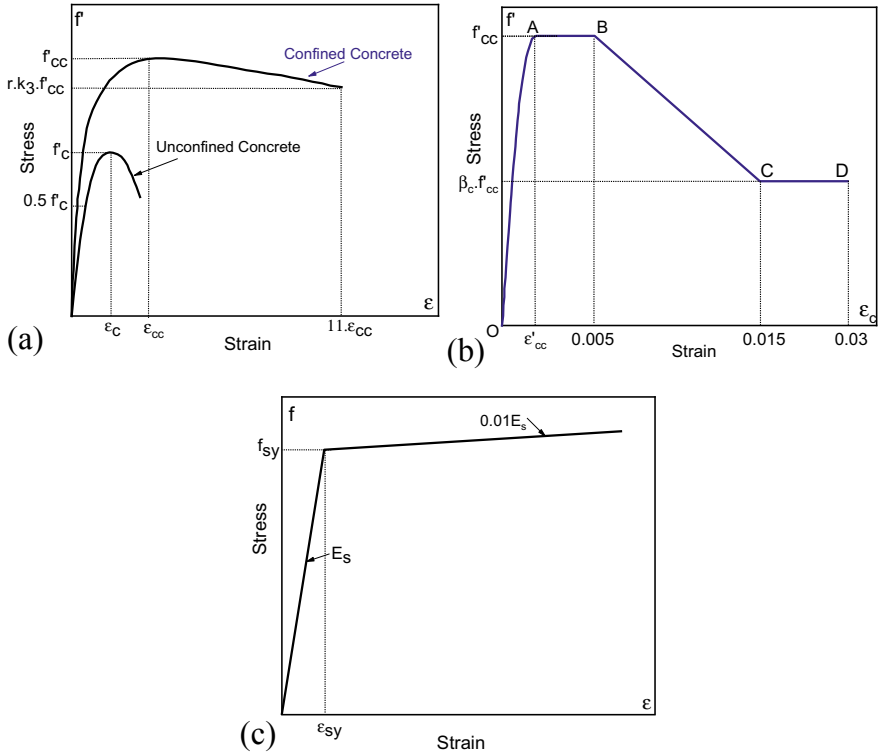 f'
f'cc
Confined Concrete
r.k3.f'cc
Stress
f'c
Unconfined Concrete
0.5 f'c
ε
(a)
εc
εcc
11.εcc
Strain
f'
f'cc
A
B
Stress
βc.f'cc
C
D
O
εc
(b)
ε'cc
0.005
0.015
0.03
Strain
f
0.01Es
fsy
Stress
Es
ε
(c)
εsy
Strain